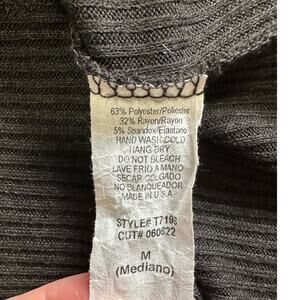 63% Polyester/Poliester
32% Rayon/Rayon
5% Spandex/Elastano
HAND WASH COLD
HANG DRY
DO NOT BLEACH
LAVE FRIO A MANO
SECAR COLGADO
NO BLANQUEADOR
MADE IN U.S.A
STYLE# T7198
CUT# 060622
M
(Mediano)